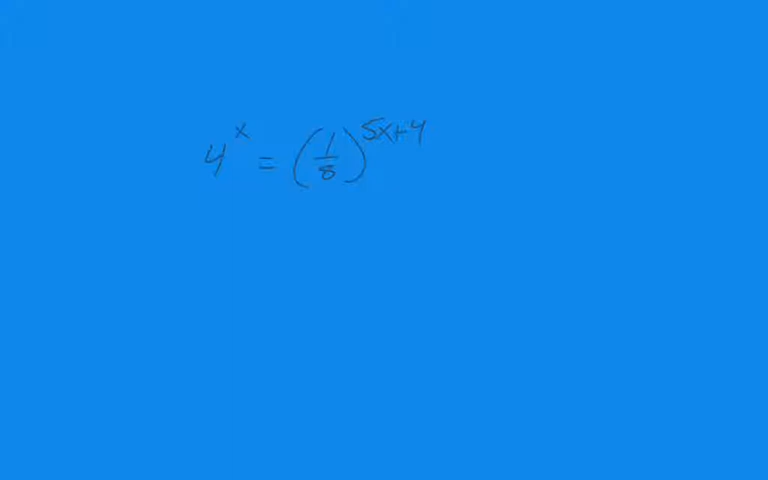 4^x = (1/8)^{5x+4}